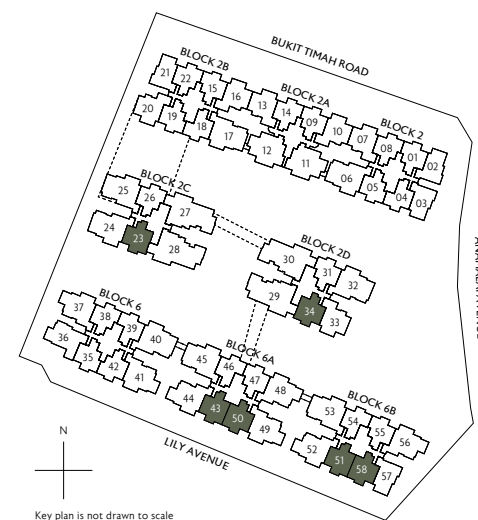 BUKIT TIMAH ROAD
BLOCK 2B
BLOCK 2A
BLOCK 2
21 22 15 16 13 14 09 10 07 08 01 02
20 19 18 17 12 11 06 05 04 03
BLOCK 2C
25 26 27
24 23 28
BLOCK 2D
30 31 32
29 34 33
BLOCK 6
37 38 39 40
36 35 42 41
BLOCK 6A
45 46 47 48
44 43 50 49
BLOCK 6B
53 54 55 56
52 51 58 57
LILY AVENUE
N
Key plan is not drawn to scale